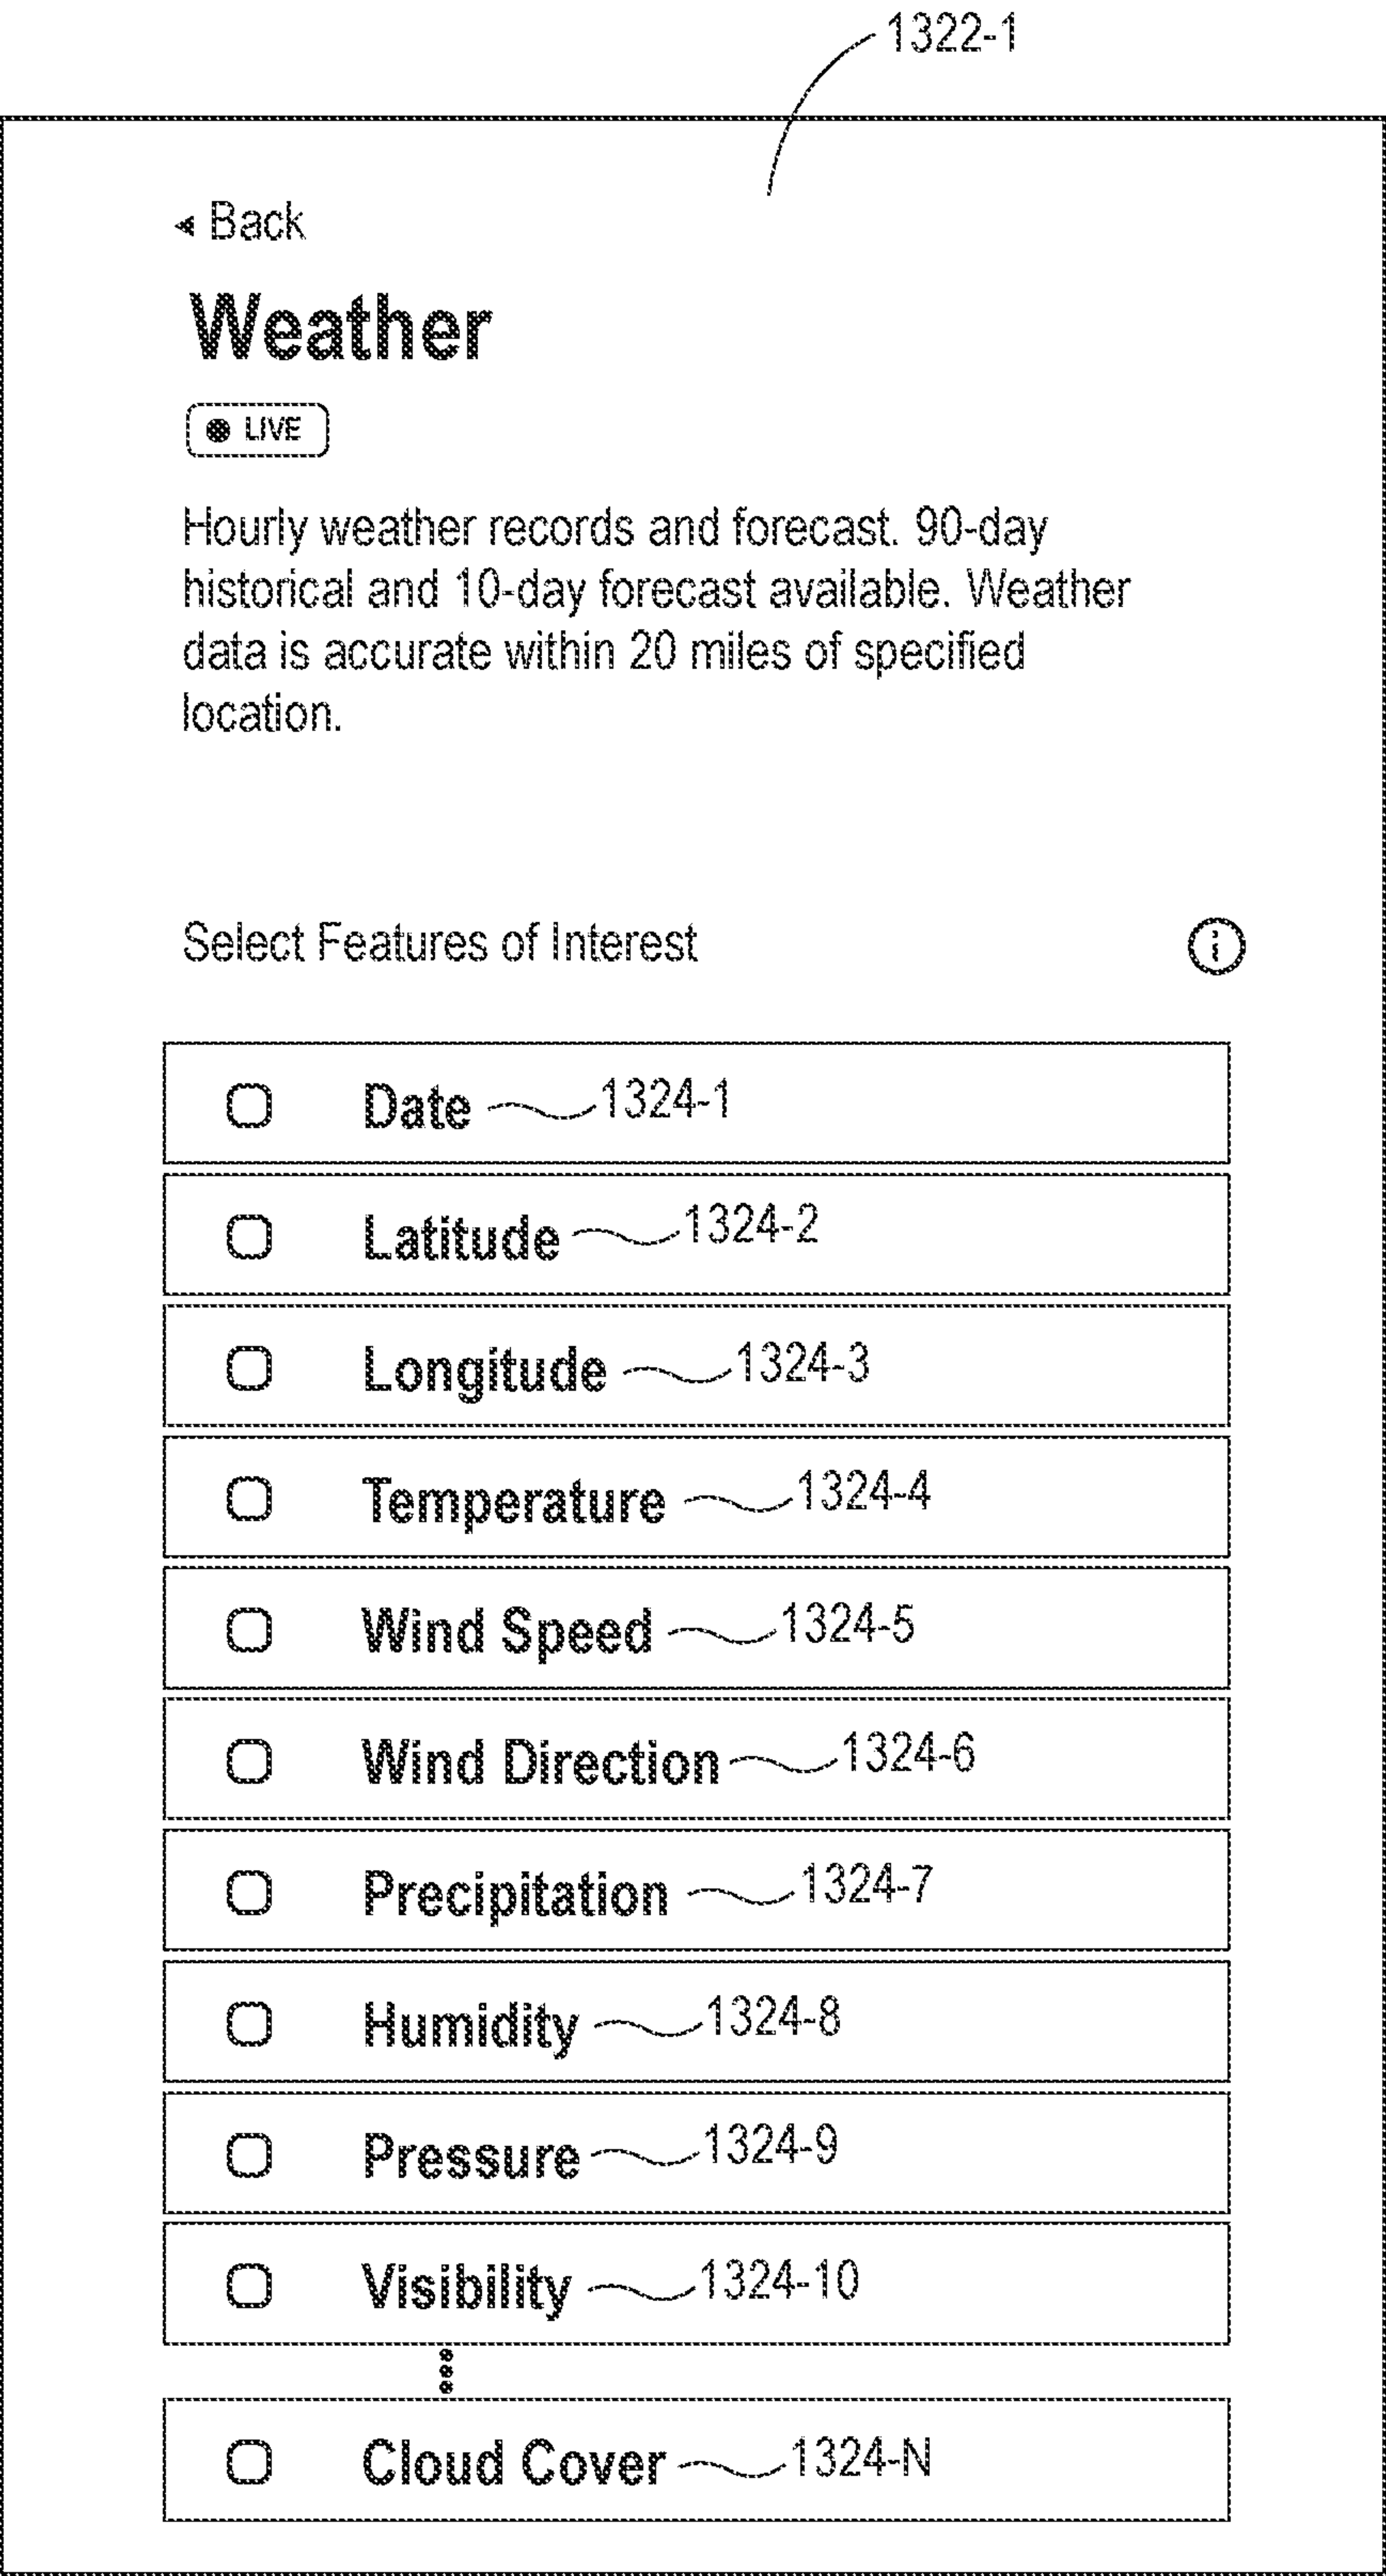 1322-1
Back
Weather
LIVE
Hourly weather records and forecast. 90-day
historical and 10-day forecast available. Weather
data is accurate within 20 miles of specified
location.
Select Features of Interest
i
Date 1324-1
Latitude 1324-2
Longitude 1324-3
Temperature 1324-4
Wind Speed 1324-5
Wind Direction 1324-6
Precipitation 1324-7
Humidity 1324-8
Pressure 1324-9
Visibility 1324-10
Cloud Cover 1324-N